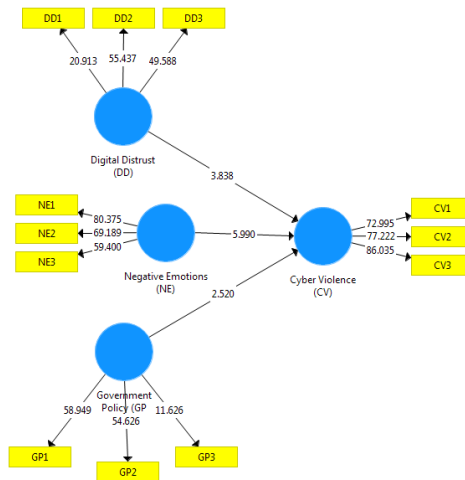 DD1
DD2
DD3
20.913
55.437
49.588
Digital Distrust
(DD)
3.838
NE1
NE2
NE3
80.375
69.189
59.400
Negative Emotions
(NE)
5.990
Cyber Violence
(CV)
72.995
77.222
86.035
CV1
CV2
CV3
2.520
Government
Policy (GP
58.949
54.626
11.626
GP1
GP2
GP3